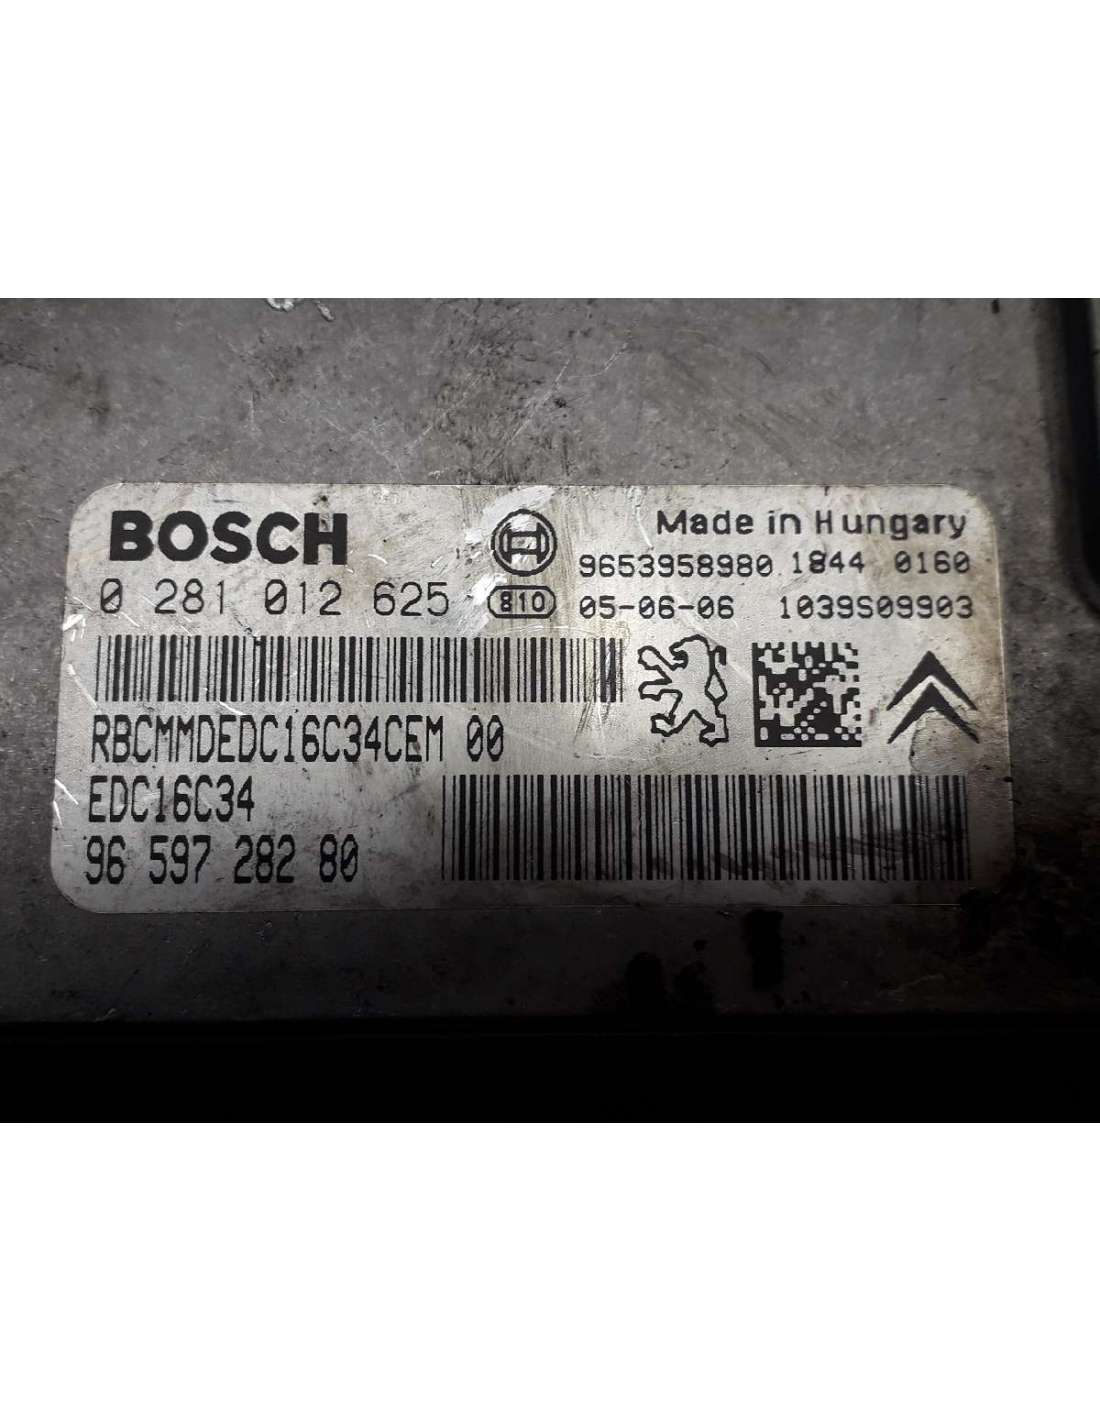 BOSCH
0 281 012 625
810
Made in Hungary
9653958980 1844 0160
05-06-06 1039S09903
RBCMMDEDC16C34CEM 00
EDC16C34
96 597 282 80